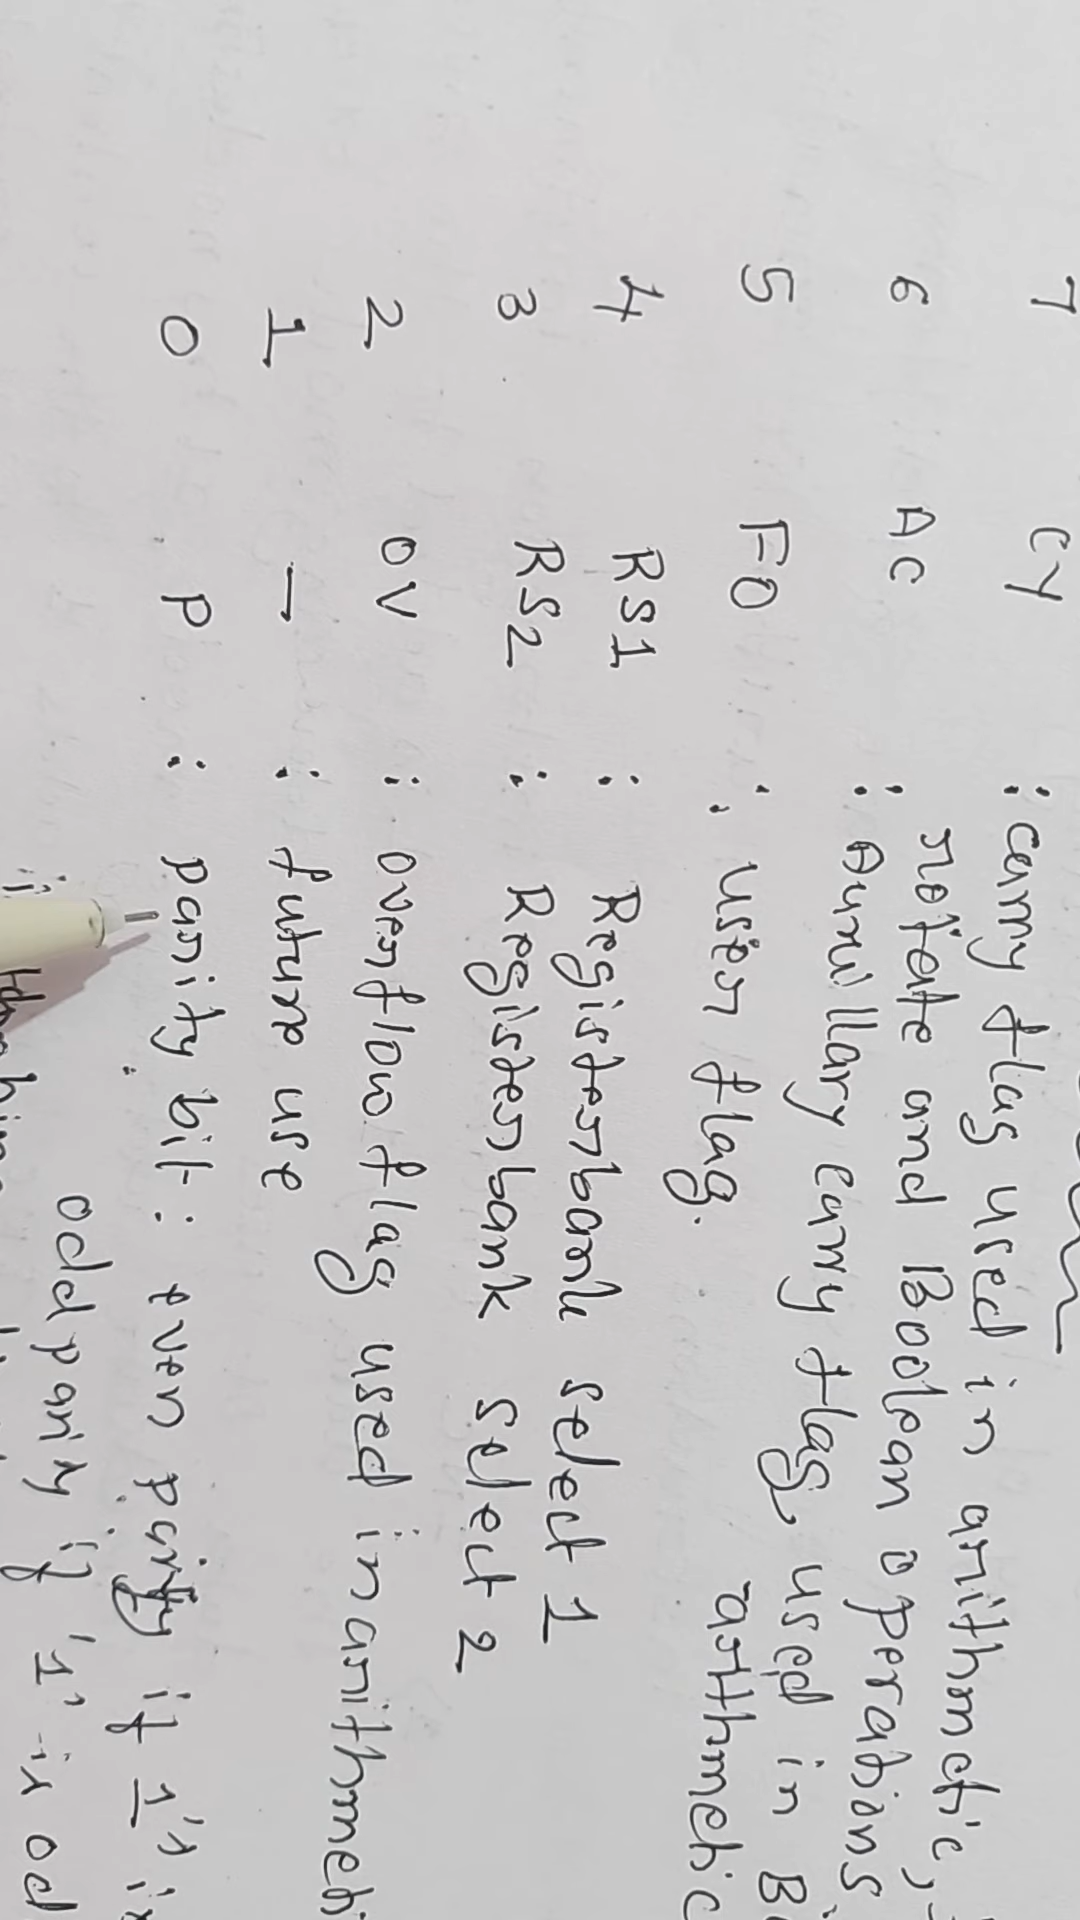 7 CY : carry flag used in arithmetic,
rotate and Boolean operations
6 AC : Auxillary carry flag, used in
arithmetic
5 F0 : user flag.
4 RS1 : Register bank select 1
3 RS2 : Register bank select 2
2 OV : overflow flag used in arithmeti
1 — : future use
0 P : parity bit : even parity if 1's i
odd parity if '1' is od